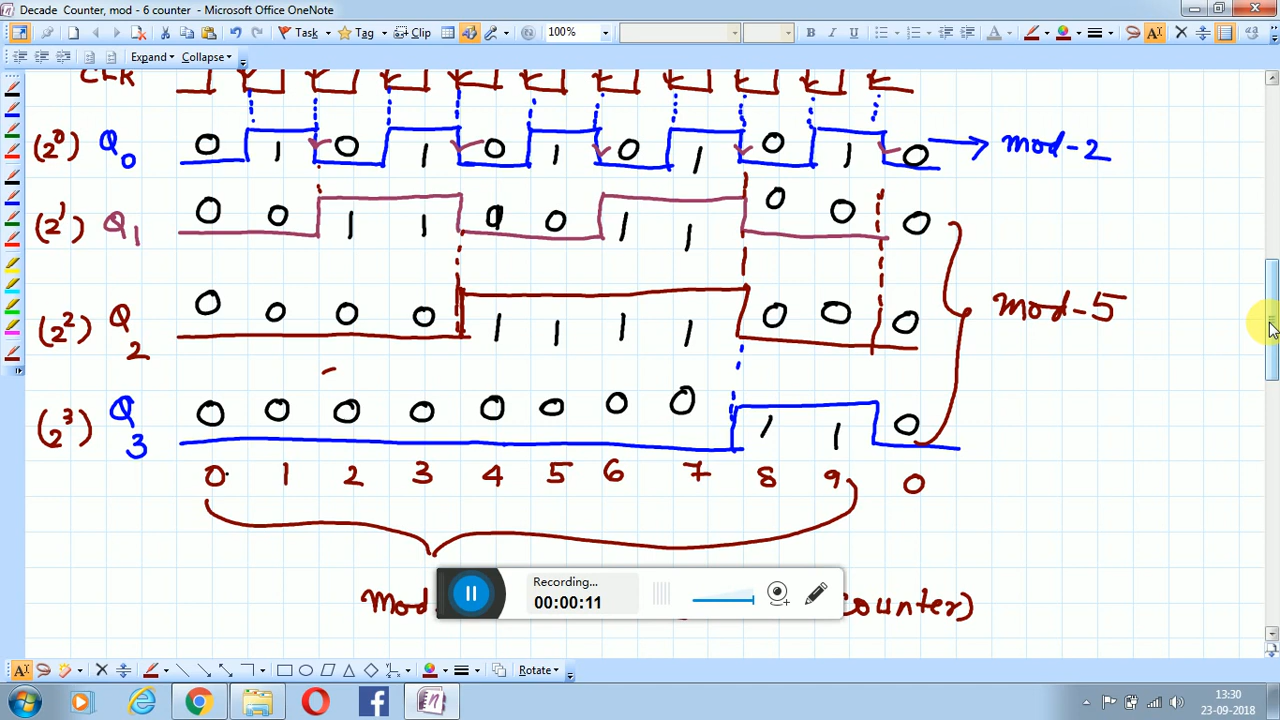 Decade Counter, mod - 6 counter - Microsoft Office OneNote
Task Tag Clip 100% B I U A
Expand Collapse
CLK
(2⁰) Q0 0 1 0 1 0 1 0 1 0 1 0 → mod-2
(2¹) Q1 0 0 1 1 0 0 1 1 0 0 0
(2²) Q2 0 0 0 0 1 1 1 1 0 0 0 mod-5
(2³) Q3 0 0 0 0 0 0 0 0 1 1 0
0 1 2 3 4 5 6 7 8 9 0
Recording...
00:00:11
Mod counter)
Rotate
13:30
23-09-2018